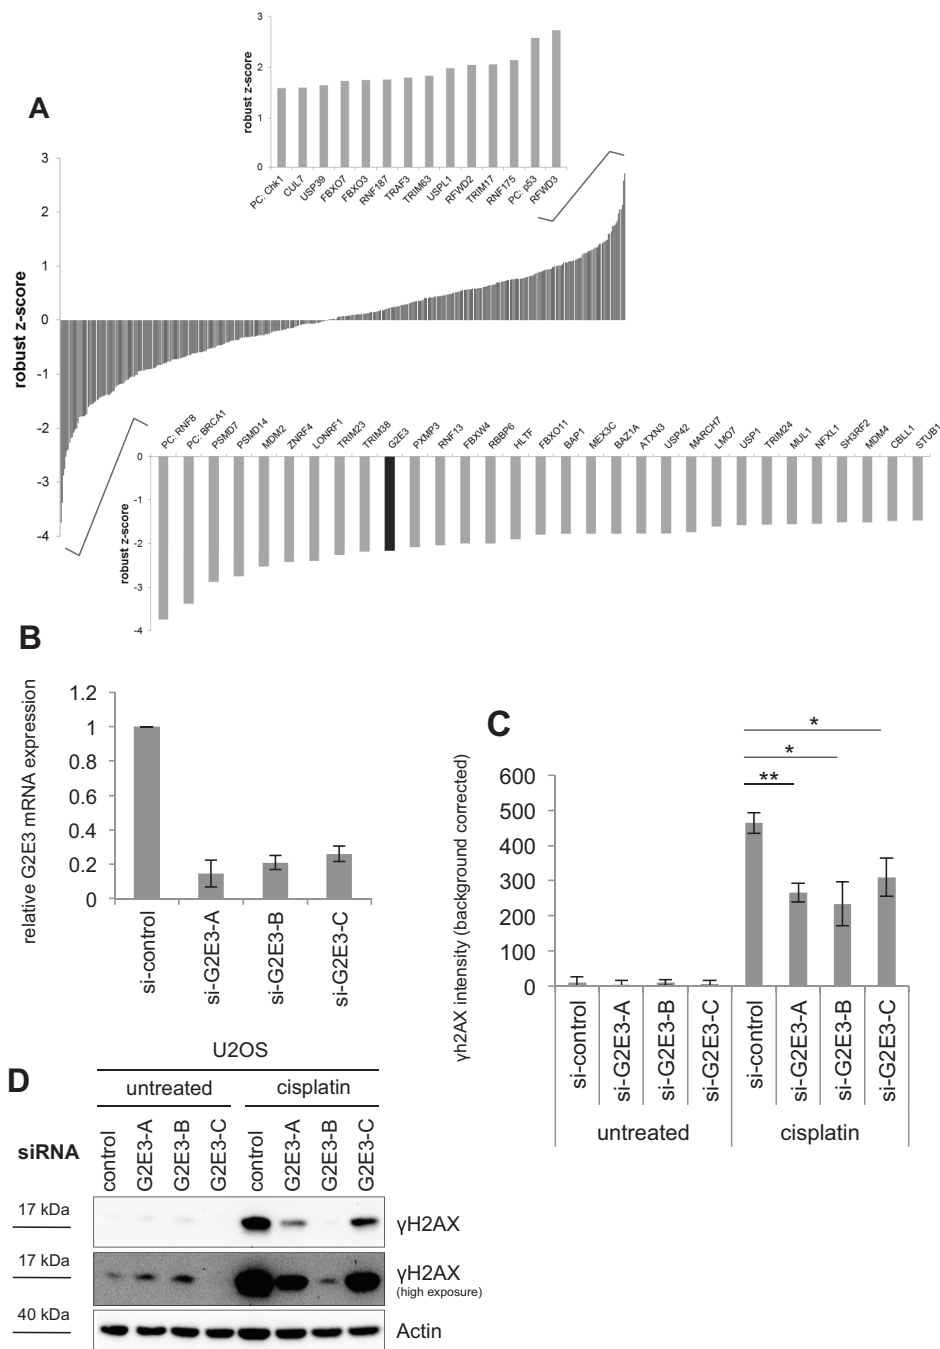 A
robust z-score
3
2
1
0
PC: Chk1
CUL7
USP39
FBXO7
FBXO3
RNF187
TRAF3
TRIM63
USPL1
RFWD2
TRIM17
RNF175
PC: p53
RFWD3
robust z-score
3
2
1
0
-1
-2
-3
-4
PC: RNF8
PC: BRCA1
PSMD7
PSMD14
MDM2
ZNRF4
LONRF1
TRIM23
TRIM38
G2E3
PXMP3
RNF13
FBXW4
RBBP6
HLTF
FBXO11
BAP1
MEX3C
BAZ1A
ATXN3
USP42
MARCH7
LMO7
USP1
TRIM24
MUL1
NFXL1
SH3RF2
MDM4
CBLL1
STUB1
robust z-score
0
-1
-2
-3
-4
B
relative G2E3 mRNA expression
1.2
1
0.8
0.6
0.4
0.2
0
si-control
si-G2E3-A
si-G2E3-B
si-G2E3-C
C
γh2AX intensity (background corrected)
600
500
400
300
200
100
0
*
*
**
si-control
si-G2E3-A
si-G2E3-B
si-G2E3-C
si-control
si-G2E3-A
si-G2E3-B
si-G2E3-C
untreated
cisplatin
D
U2OS
untreated
cisplatin
siRNA
control
G2E3-A
G2E3-B
G2E3-C
control
G2E3-A
G2E3-B
G2E3-C
17 kDa
γH2AX
17 kDa
γH2AX
(high exposure)
40 kDa
Actin